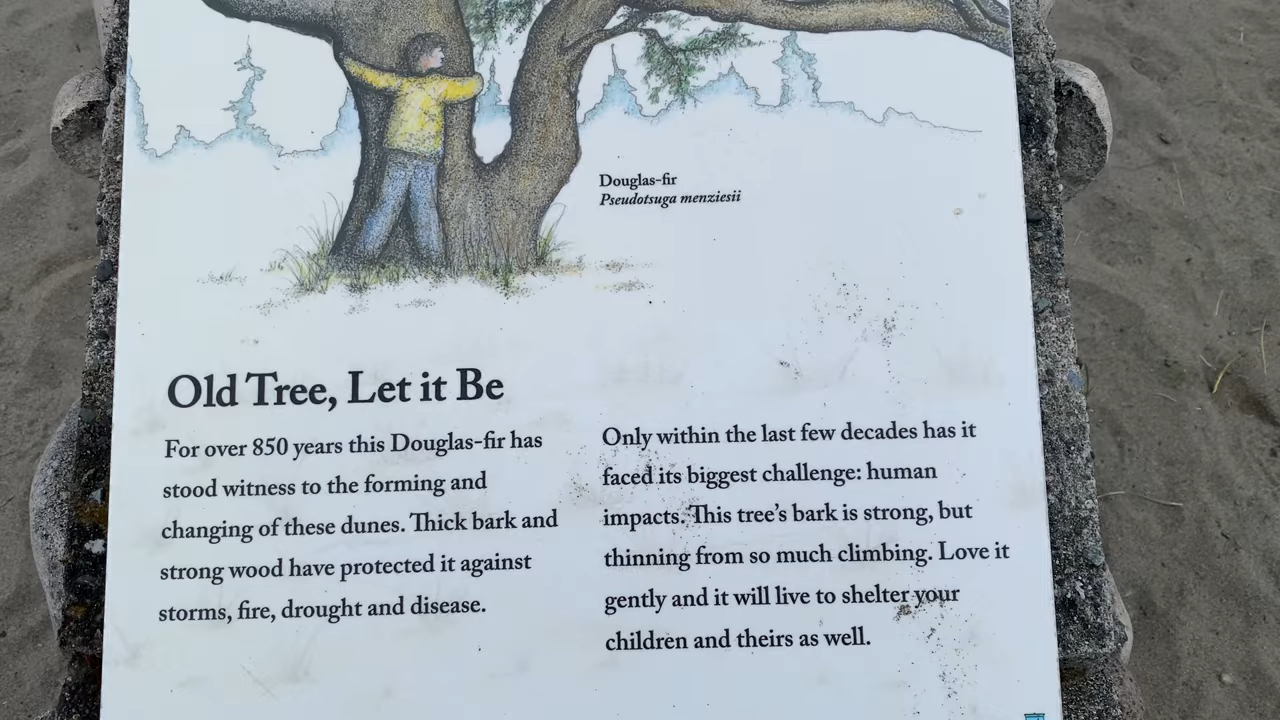 Douglas-fir
Pseudotsuga menziesii
Old Tree, Let it Be
For over 850 years this Douglas-fir has
stood witness to the forming and
changing of these dunes. Thick bark and
strong wood have protected it against
storms, fire, drought and disease.
Only within the last few decades has it
faced its biggest challenge: human
impacts. This tree's bark is strong, but
thinning from so much climbing. Love it
gently and it will live to shelter your
children and theirs as well.